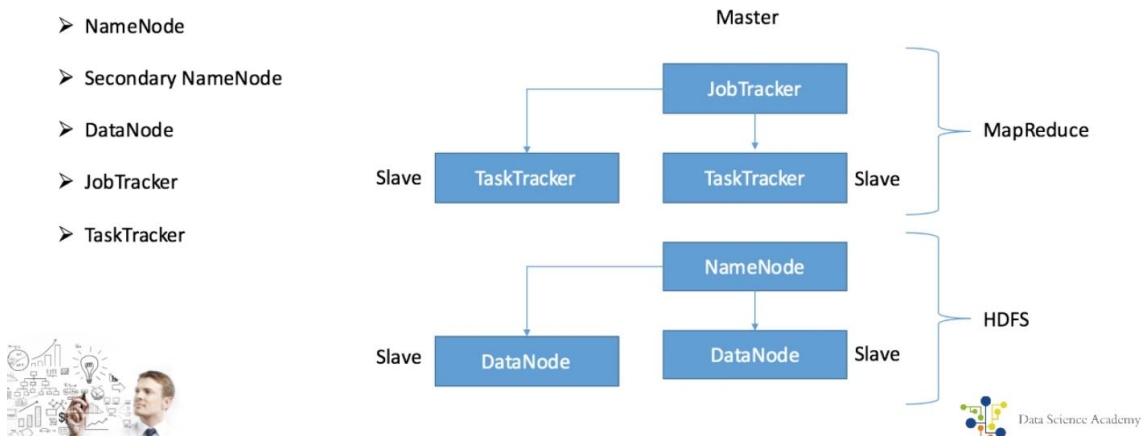 ➢ NameNode
➢ Secondary NameNode
➢ DataNode
➢ JobTracker
➢ TaskTracker
Master
JobTracker
MapReduce
Slave
TaskTracker
TaskTracker
Slave
NameNode
HDFS
Slave
DataNode
DataNode
Slave
Data Science Academy